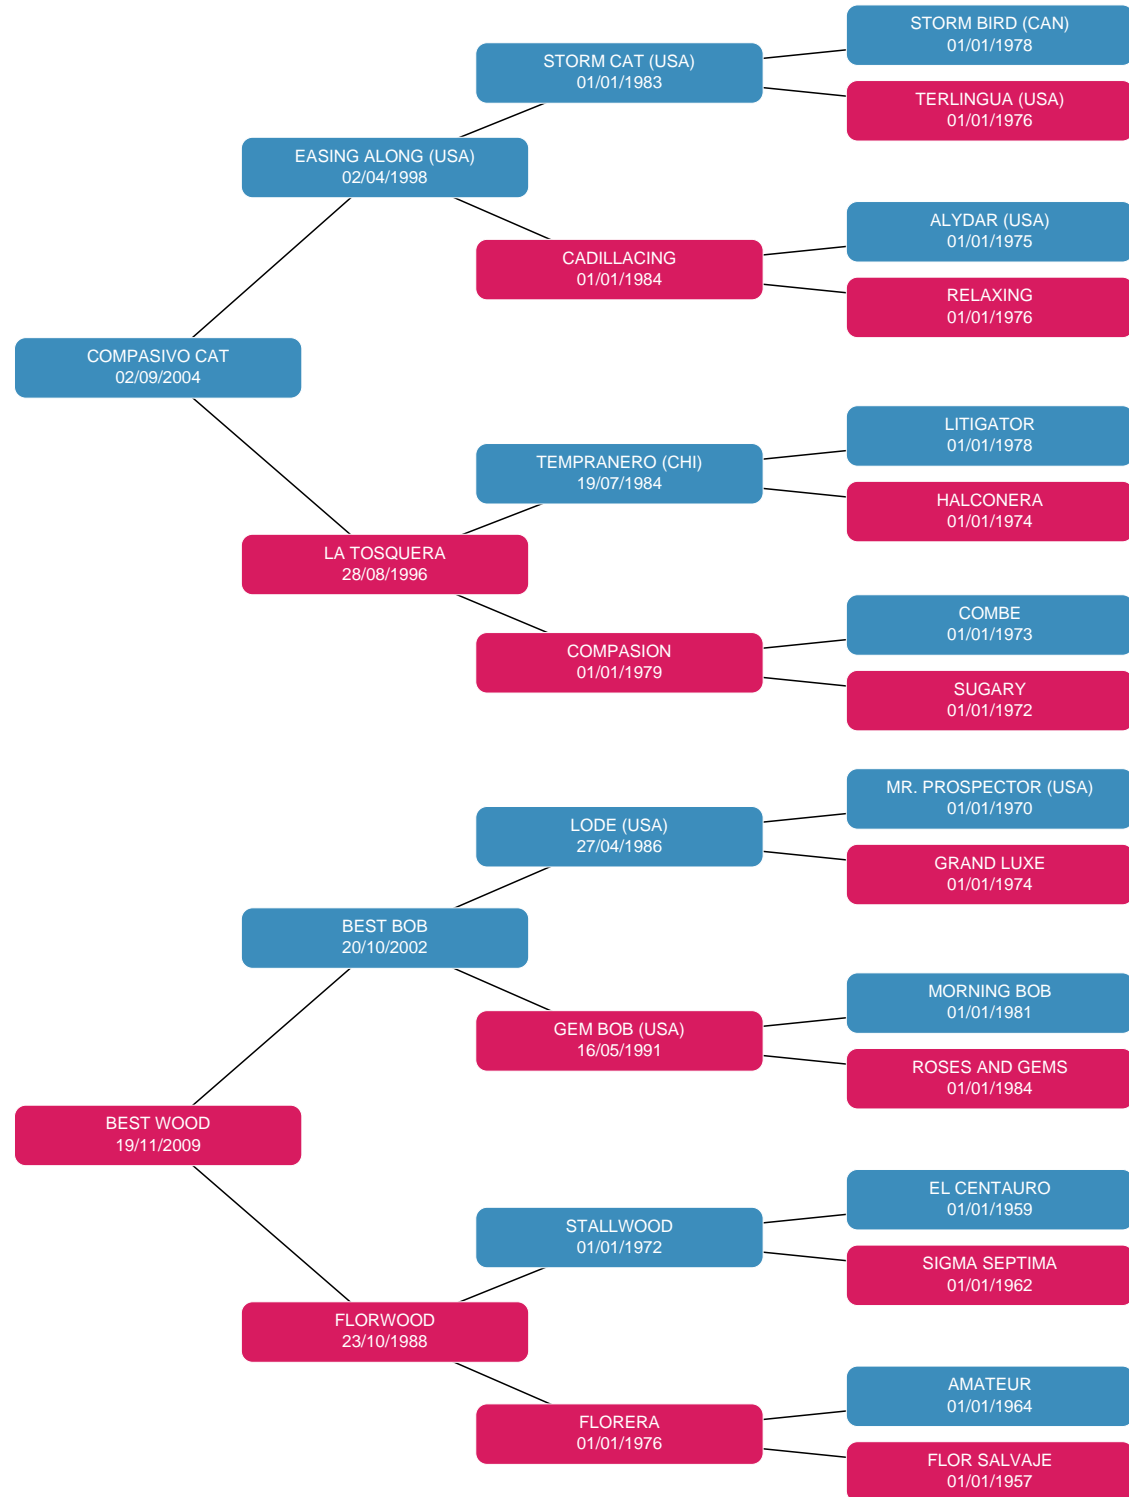 STORM BIRD (CAN)
01/01/1978
STORM CAT (USA)
01/01/1983
TERLINGUA (USA)
01/01/1976
EASING ALONG (USA)
02/04/1998
ALYDAR (USA)
01/01/1975
CADILLACING
01/01/1984
RELAXING
01/01/1976
COMPASIVO CAT
02/09/2004
LITIGATOR
01/01/1978
TEMPRANERO (CHI)
19/07/1984
HALCONERA
01/01/1974
LA TOSQUERA
28/08/1996
COMBE
01/01/1973
COMPASION
01/01/1979
SUGARY
01/01/1972
MR. PROSPECTOR (USA)
01/01/1970
LODE (USA)
27/04/1986
GRAND LUXE
01/01/1974
BEST BOB
20/10/2002
MORNING BOB
01/01/1981
GEM BOB (USA)
16/05/1991
ROSES AND GEMS
01/01/1984
BEST WOOD
19/11/2009
EL CENTAURO
01/01/1959
STALLWOOD
01/01/1972
SIGMA SEPTIMA
01/01/1962
FLORWOOD
23/10/1988
AMATEUR
01/01/1964
FLORERA
01/01/1976
FLOR SALVAJE
01/01/1957